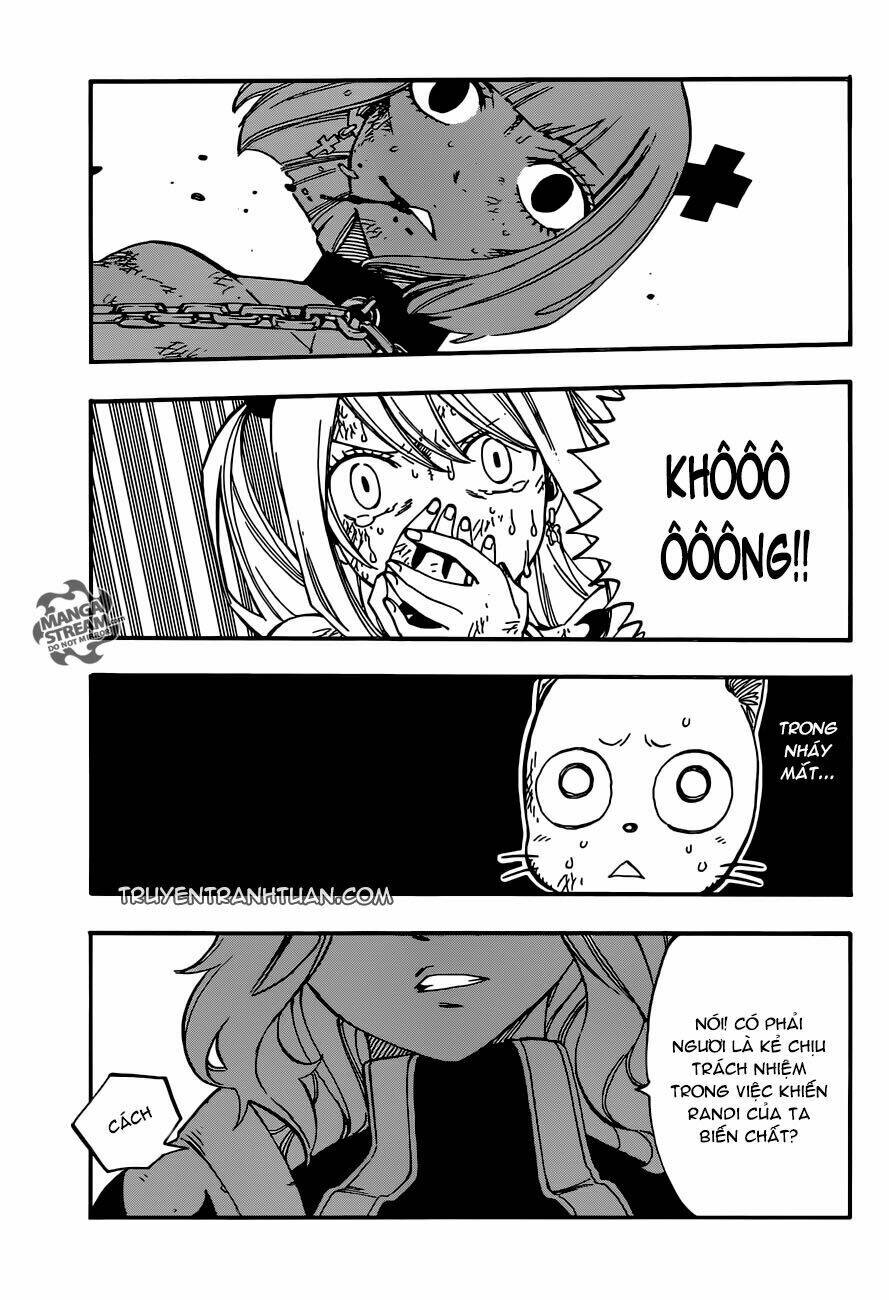 KHÔÔÔ
ÔÔÔNG!!
MANGA
STREAM.com
DO NOT MIRROR
TRONG
NHÁY
MẮT...
TRUYENTRANHTUAN.COM
NÓI! CÓ PHẢI
NGƯƠI LÀ KẺ CHỊU
TRÁCH NHIỆM
TRONG VIỆC KHIẾN
RANDI CỦA TA
BIẾN CHẤT?
CÁCH